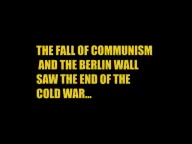 THE FALL OF COMMUNISM
AND THE BERLIN WALL
SAW THE END OF THE
COLD WAR...